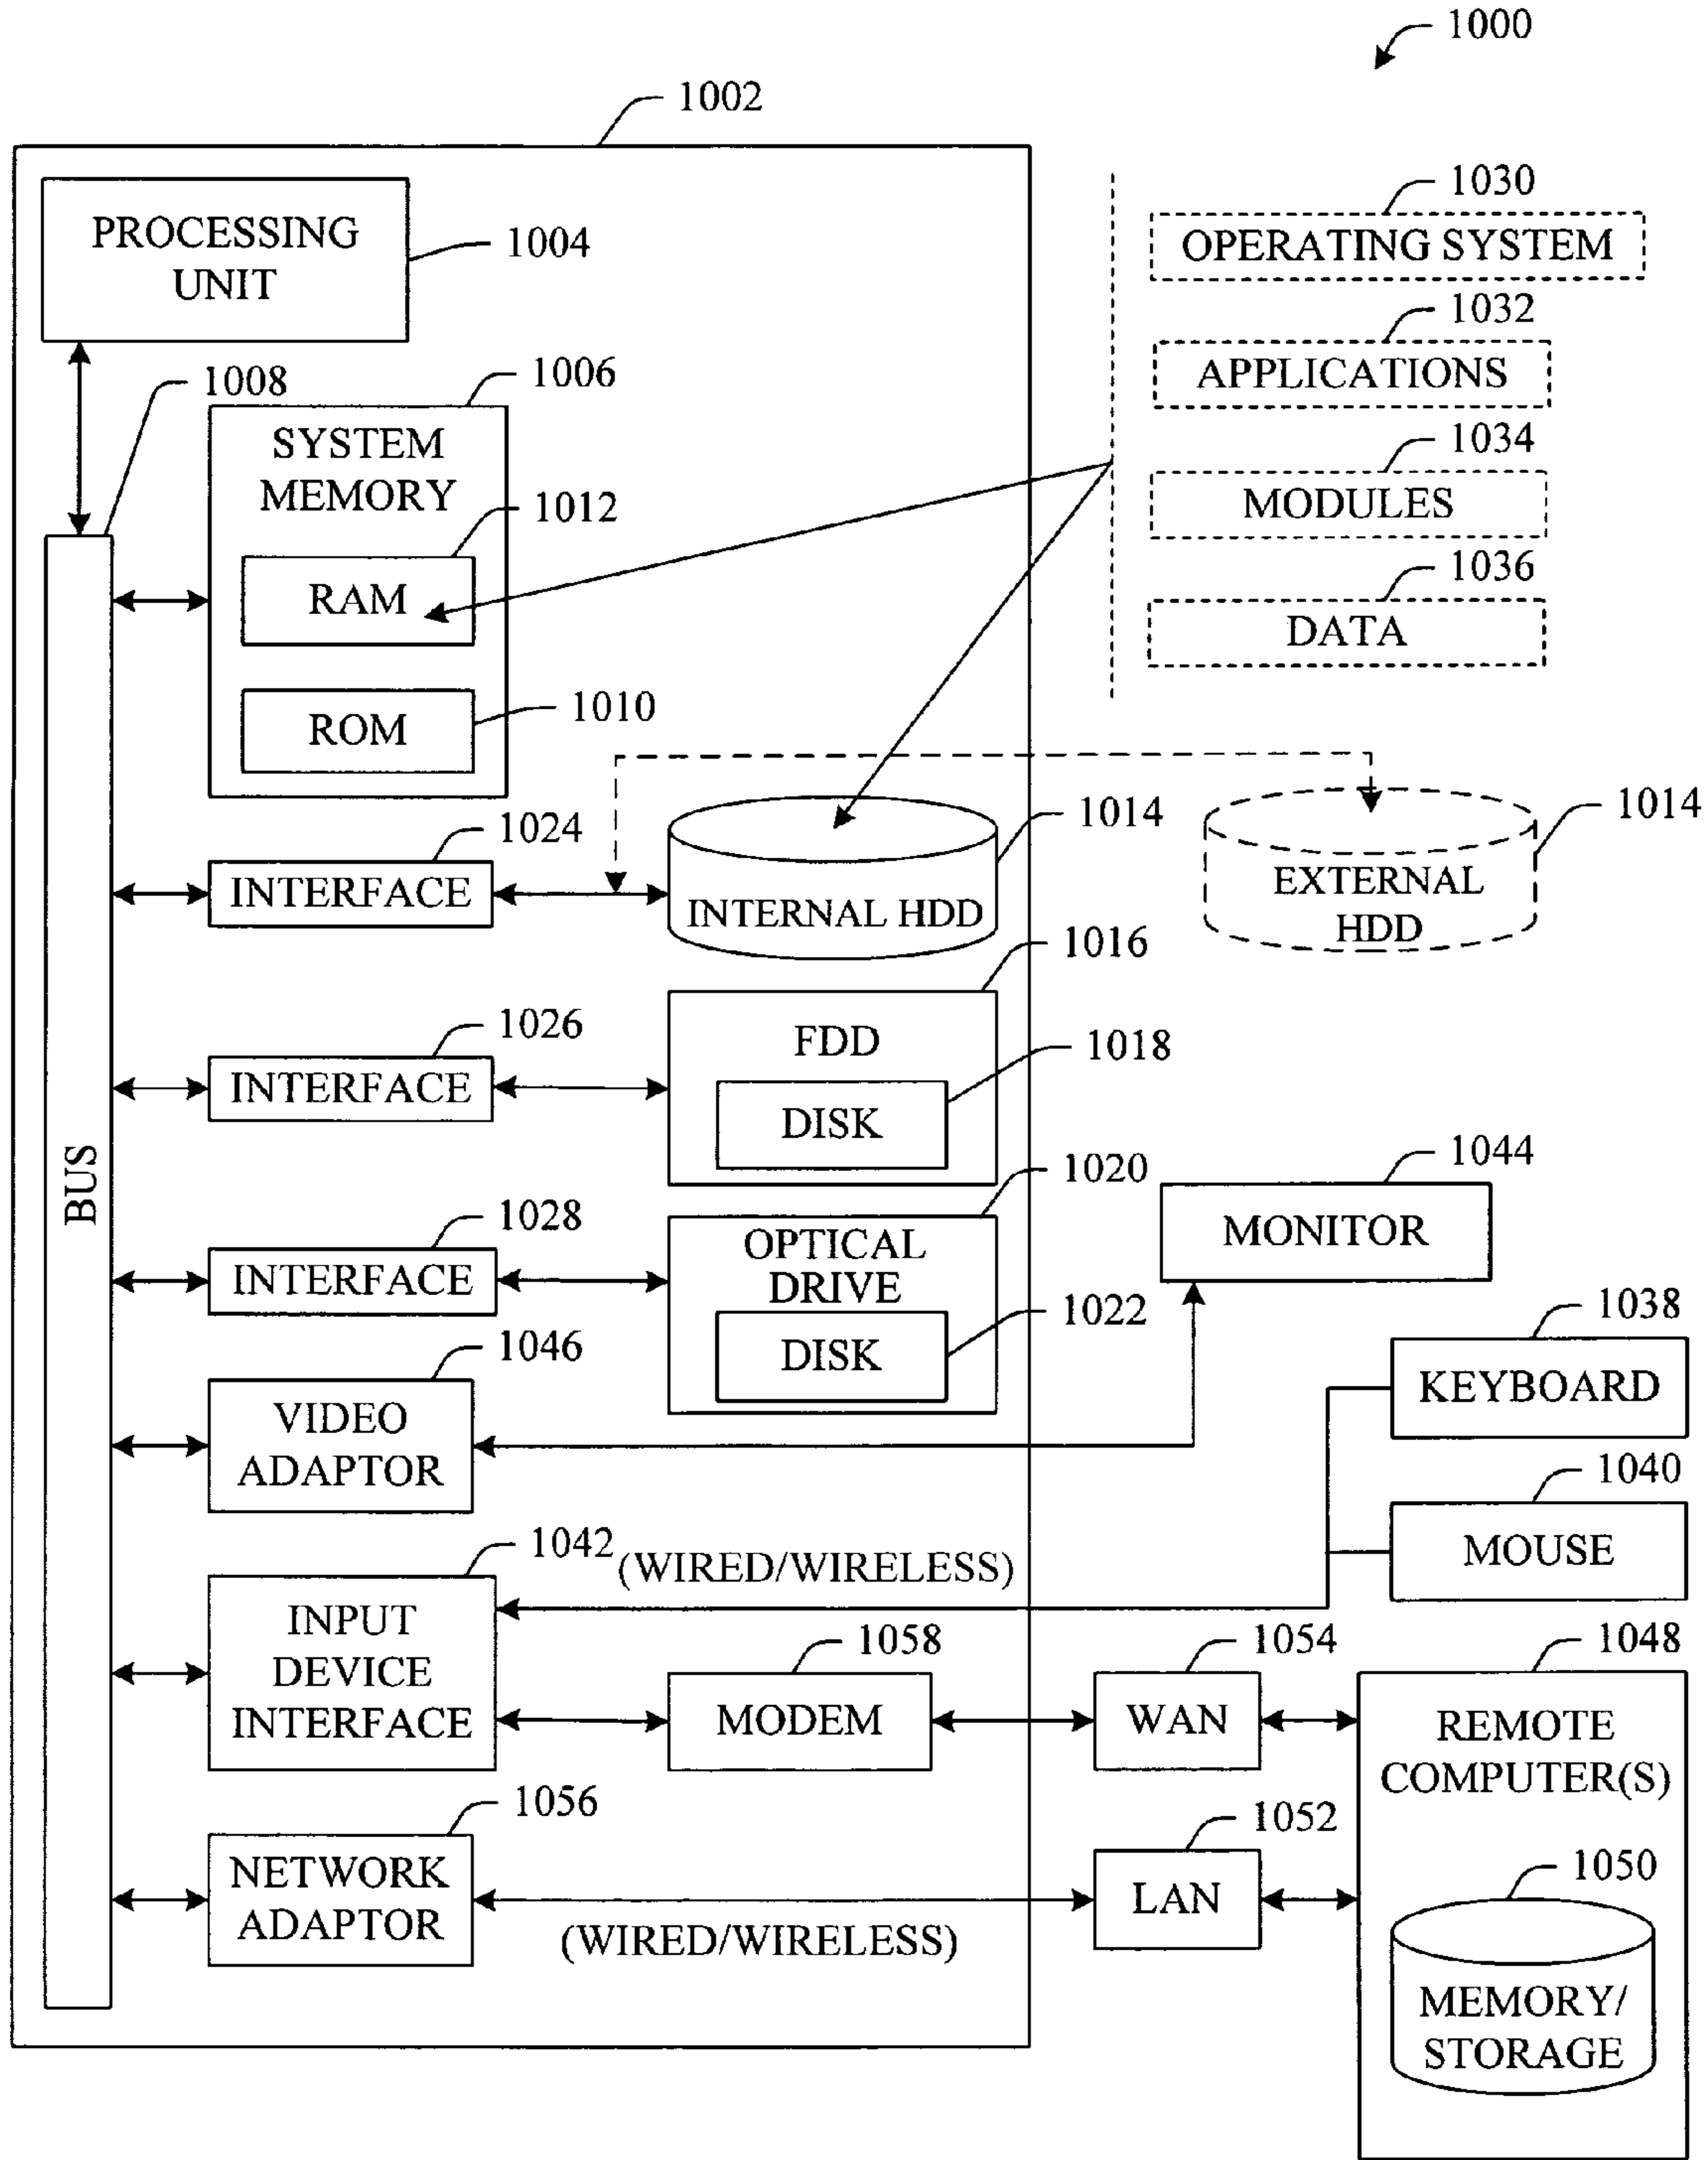 1000
1002
PROCESSING
UNIT
1004
1030
OPERATING SYSTEM
1032
APPLICATIONS
1034
MODULES
1036
DATA
1008
1006
SYSTEM
MEMORY
1012
RAM
1010
ROM
1024
INTERFACE
1014
INTERNAL HDD
1014
EXTERNAL
HDD
1016
FDD
1018
DISK
1026
INTERFACE
BUS
1020
OPTICAL
DRIVE
1022
DISK
1028
INTERFACE
1044
MONITOR
1046
VIDEO
ADAPTOR
1038
KEYBOARD
1040
MOUSE
1042
(WIRED/WIRELESS)
INPUT
DEVICE
INTERFACE
1058
MODEM
1054
WAN
1048
REMOTE
COMPUTER(S)
1056
NETWORK
ADAPTOR
(WIRED/WIRELESS)
1052
LAN
1050
MEMORY/
STORAGE